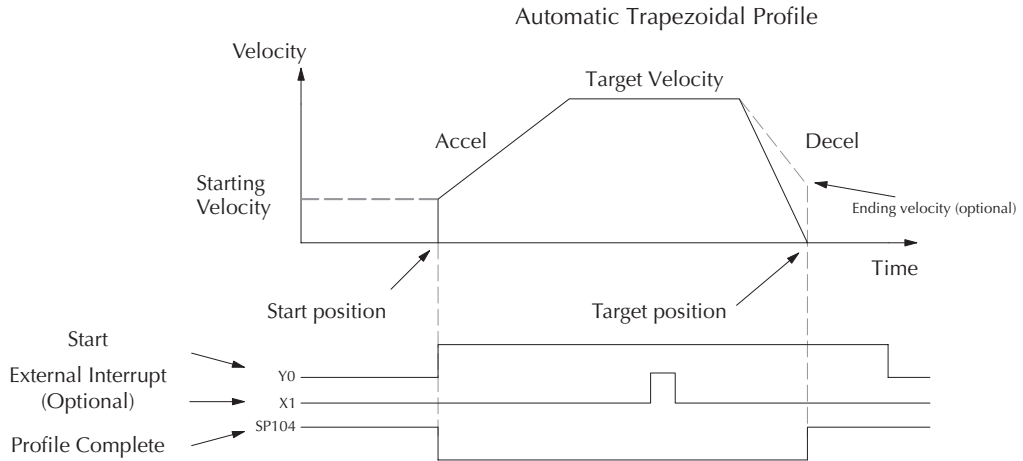 Automatic Trapezoidal Profile
Velocity
Target Velocity
Accel
Decel
Starting
Velocity
Ending velocity (optional)
Time
Start position
Target position
Start
External Interrupt
(Optional)
Profile Complete
Y0
X1
SP104